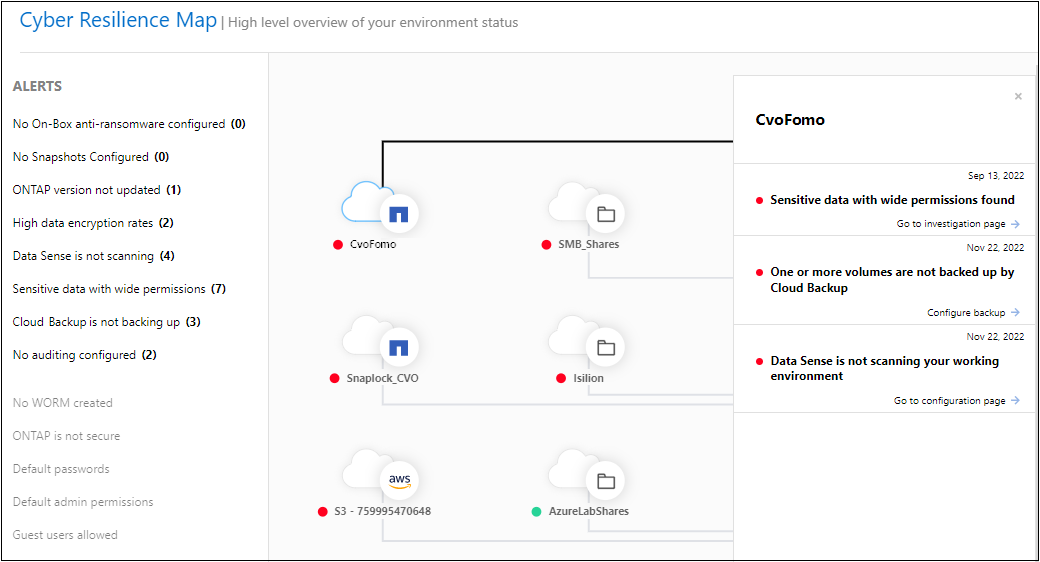 Cyber Resilience Map | High level overview of your environment status
ALERTS
No On-Box anti-ransomware configured (0)
No Snapshots Configured (0)
ONTAP version not updated (1)
High data encryption rates (2)
Data Sense is not scanning (4)
Sensitive data with wide permissions (7)
Cloud Backup is not backing up (3)
No auditing configured (2)
No WORM created
ONTAP is not secure
Default passwords
Default admin permissions
Guest users allowed
CvoFomo
SMB_Shares
Snaplock_CVO
Isilion
aws
S3 - 759995470648
AzureLabShares
×
CvoFomo
Sep 13, 2022
Sensitive data with wide permissions found
Go to investigation page →
Nov 22, 2022
One or more volumes are not backed up by
Cloud Backup
Configure backup →
Nov 22, 2022
Data Sense is not scanning your working
environment
Go to configuration page →